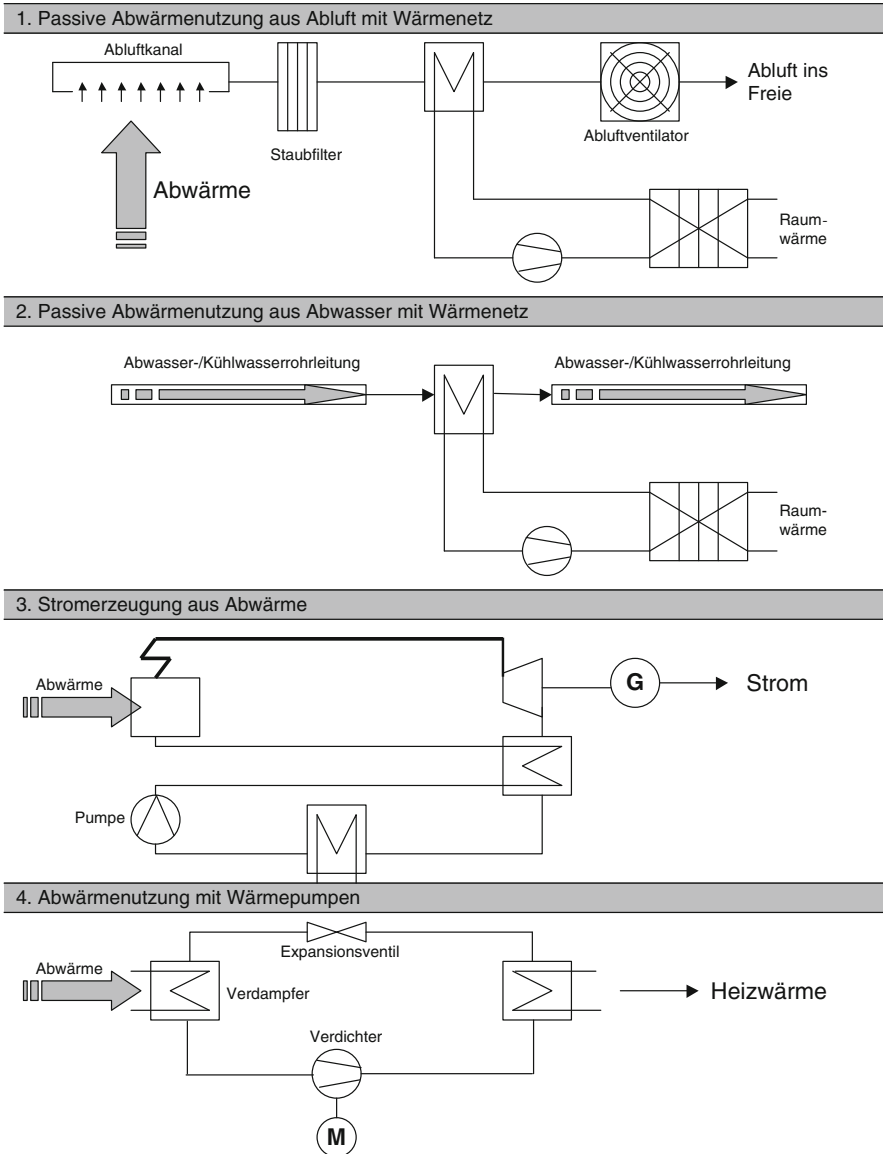 1. Passive Abwärmenutzung aus Abluft mit Wärmenetz
Abluftkanal
Abluft ins
Freie
Abluftventilator
Staubfilter
Abwärme
Raum-
wärme
2. Passive Abwärmenutzung aus Abwasser mit Wärmenetz
Abwasser-/Kühlwasserrohrleitung
Abwasser-/Kühlwasserrohrleitung
Raum-
wärme
3. Stromerzeugung aus Abwärme
Abwärme
G
Strom
Pumpe
4. Abwärmenutzung mit Wärmepumpen
Expansionsventil
Abwärme
Verdampfer
Heizwärme
Verdichter
M